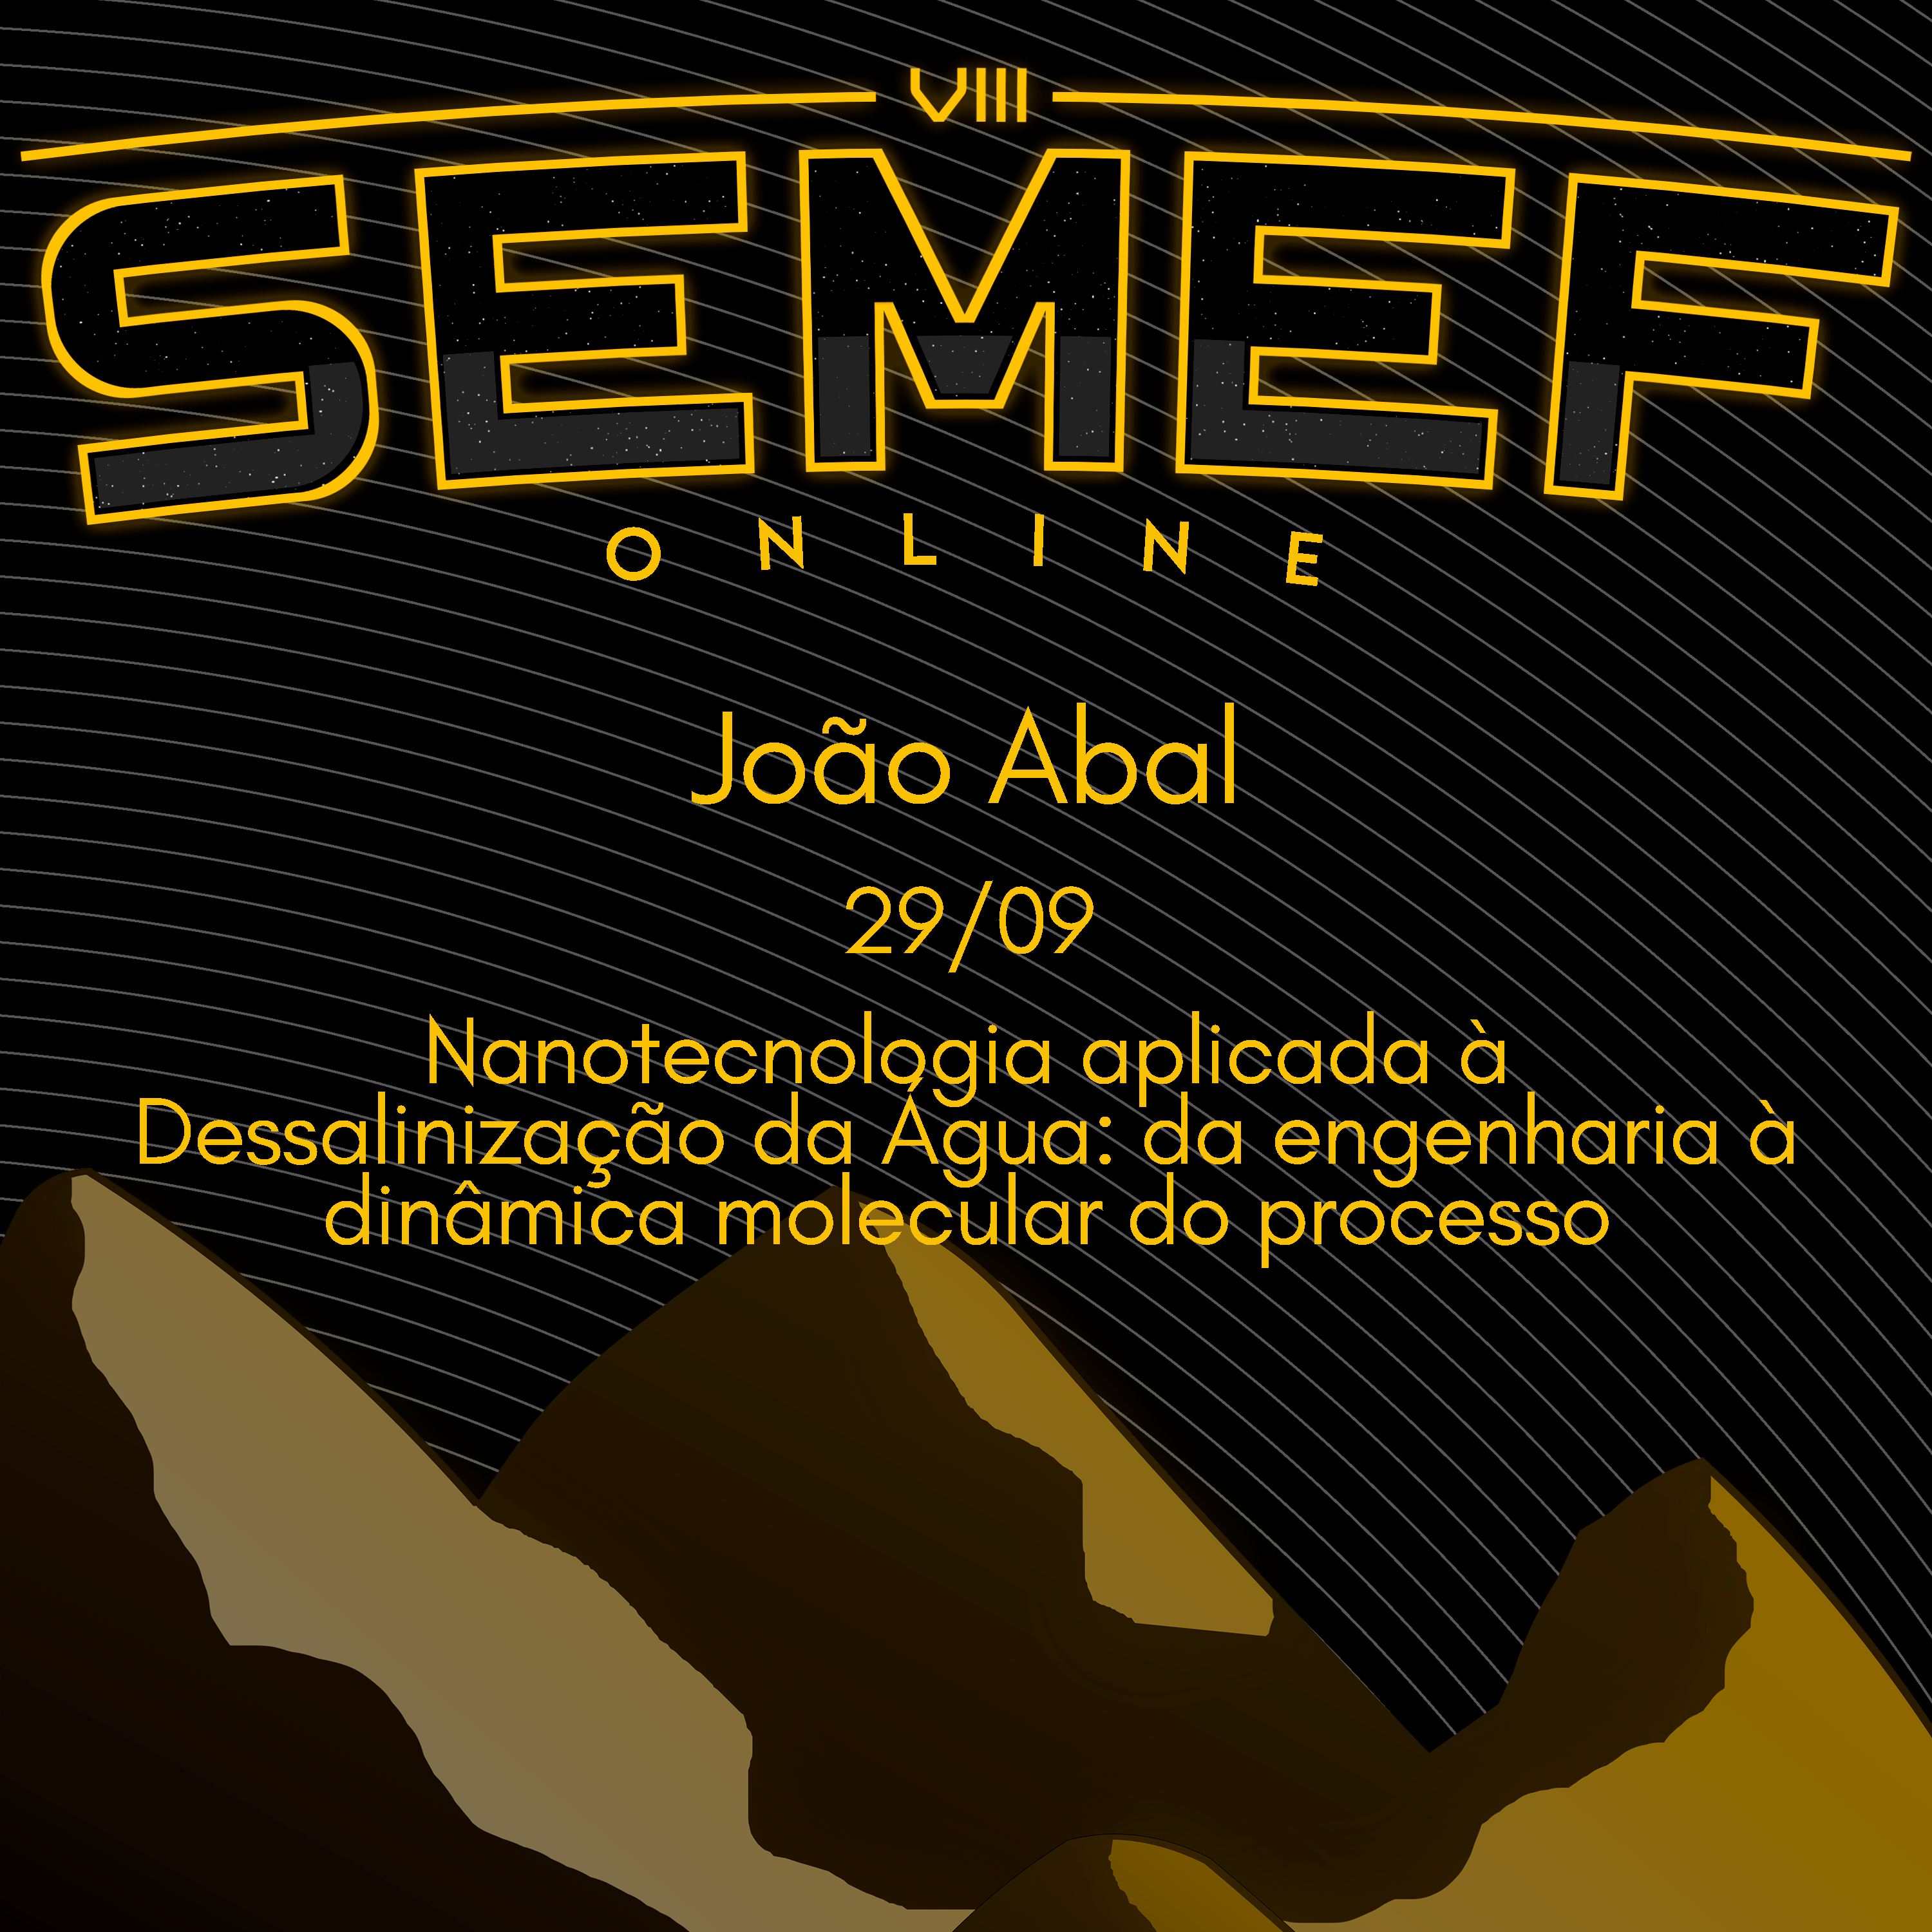 VIII
SEMEF
ONLINE
João Abal
29/09
Nanotecnologia aplicada à
Dessalinização da Água: da engenharia à
dinâmica molecular do processo